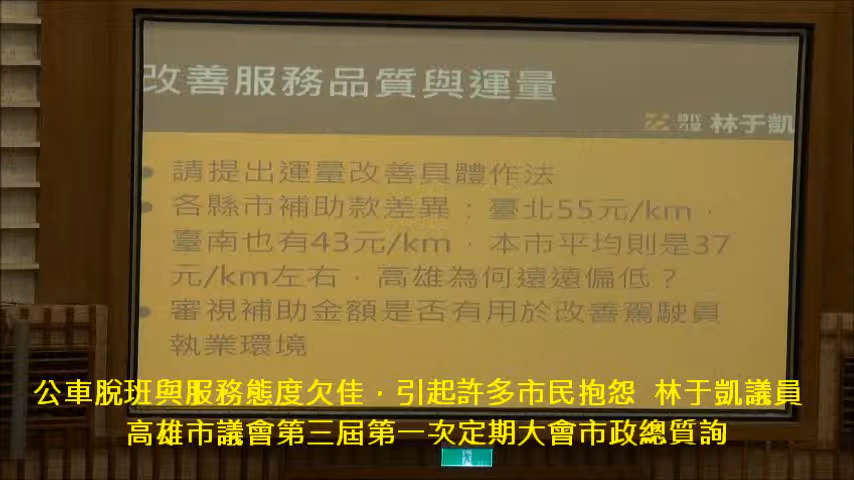 改善服務品質與運量
時代力量 林于凱
• 請提出運量改善具體作法
• 各縣市補助款差異：臺北55元/km，
臺南也有43元/km，本市平均則是37
元/km左右，高雄為何遠遠偏低？
• 審視補助金額是否有用於改善駕駛員
執業環境
公車脫班與服務態度欠佳，引起許多市民抱怨 林于凱議員
高雄市議會第三屆第一次定期大會市政總質詢